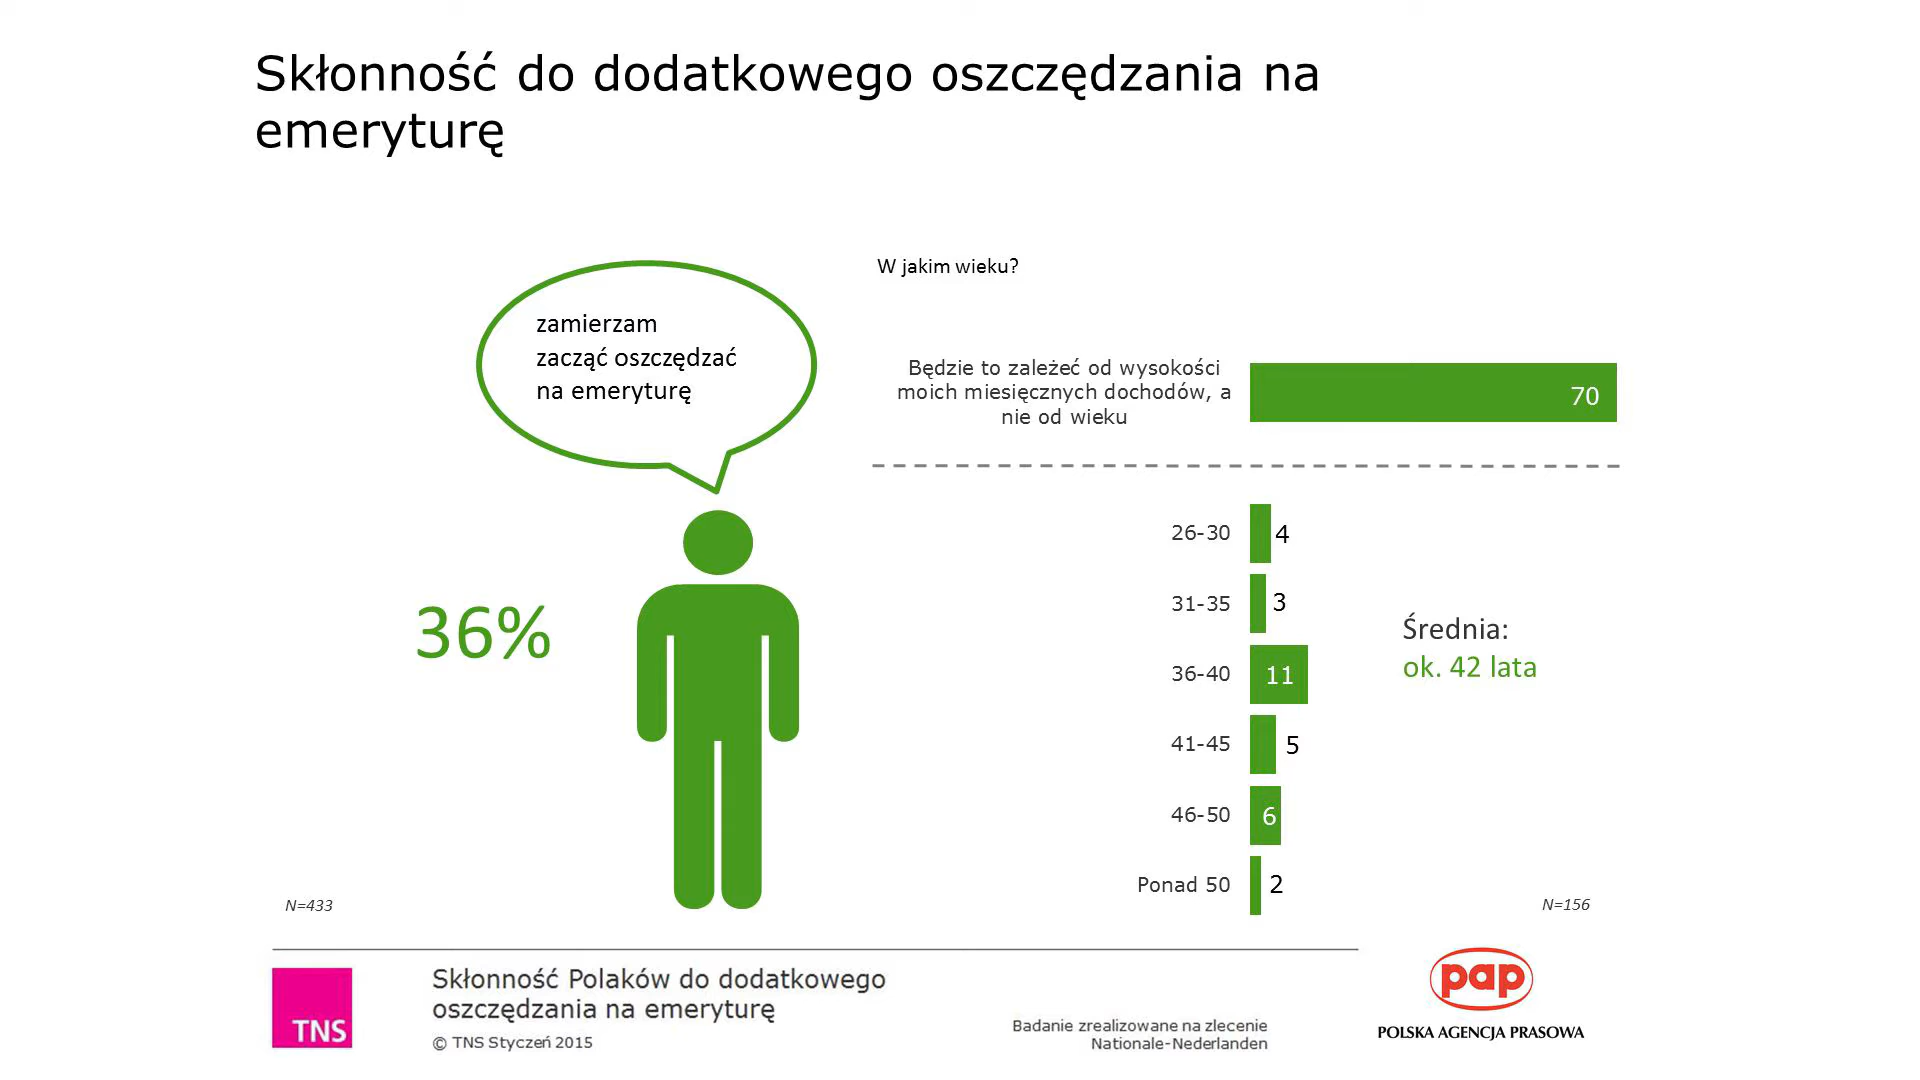 Skłonność do dodatkowego oszczędzania na
emeryturę
zamierzam
zacząć oszczędzać
na emeryturę
36%
N=433
W jakim wieku?
Będzie to zależeć od wysokości
moich miesięcznych dochodów, a
nie od wieku
70
26-30 4
31-35 3
36-40 11
41-45 5
46-50 6
Ponad 50 2
Średnia:
ok. 42 lata
N=156
TNS
Skłonność Polaków do dodatkowego
oszczędzania na emeryturę
© TNS Styczeń 2015
Badanie zrealizowane na zlecenie
Nationale-Nederlanden
pap
POLSKA AGENCJA PRASOWA